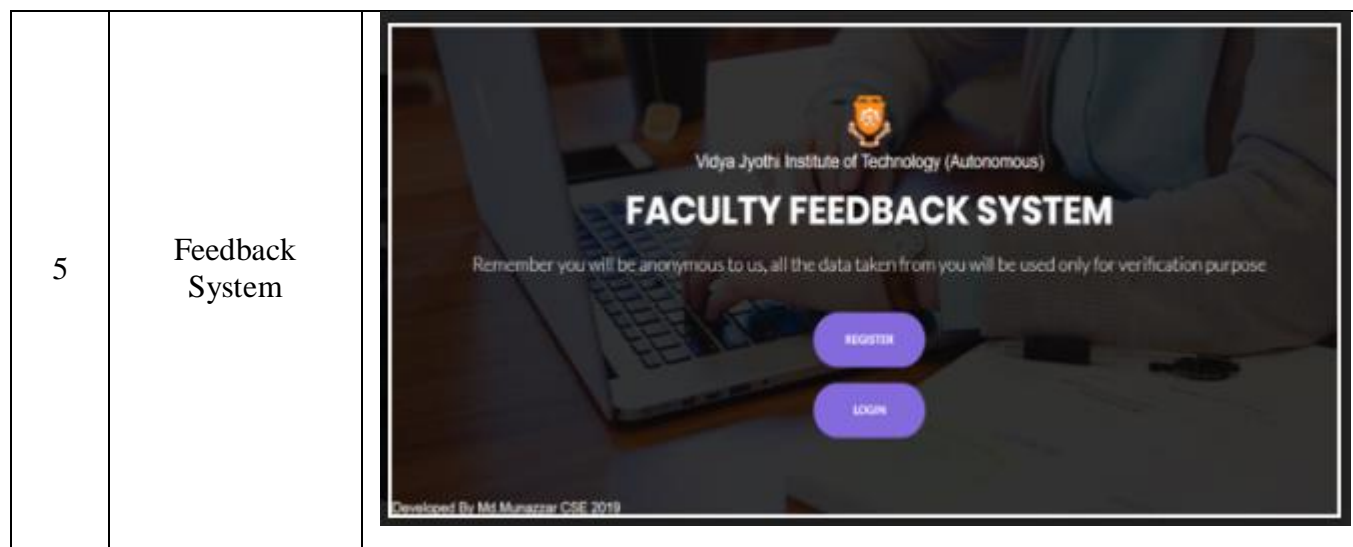 5
Feedback
System
Vidya Jyothi Institute of Technology (Autonomous)
FACULTY FEEDBACK SYSTEM
Remember you will be anonymous to us, all the data taken from you will be used only for verification purpose
REGISTER
LOGIN
Developed By Md.Munazzar CSE 2019